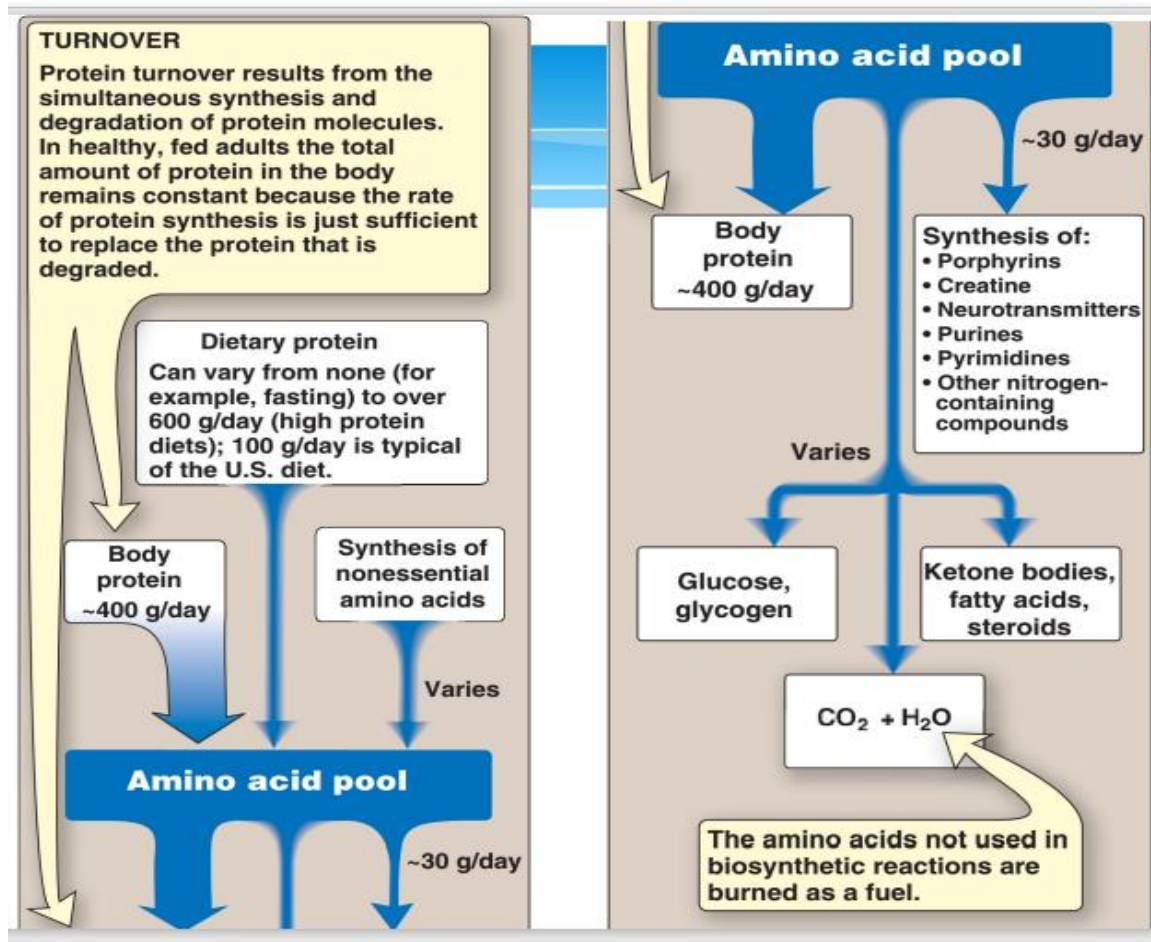 TURNOVER
Protein turnover results from the
simultaneous synthesis and
degradation of protein molecules.
In healthy, fed adults the total
amount of protein in the body
remains constant because the rate
of protein synthesis is just sufficient
to replace the protein that is
degraded.
Dietary protein
Can vary from none (for
example, fasting) to over
600 g/day (high protein
diets); 100 g/day is typical
of the U.S. diet.
Body
protein
~400 g/day
Synthesis of
nonessential
amino acids
Varies
Amino acid pool
~30 g/day
Amino acid pool
~30 g/day
Body
protein
~400 g/day
Synthesis of:
• Porphyrins
• Creatine
• Neurotransmitters
• Purines
• Pyrimidines
• Other nitrogen-
containing
compounds
Varies
Glucose,
glycogen
Ketone bodies,
fatty acids,
steroids
CO₂ + H₂O
The amino acids not used in
biosynthetic reactions are
burned as a fuel.